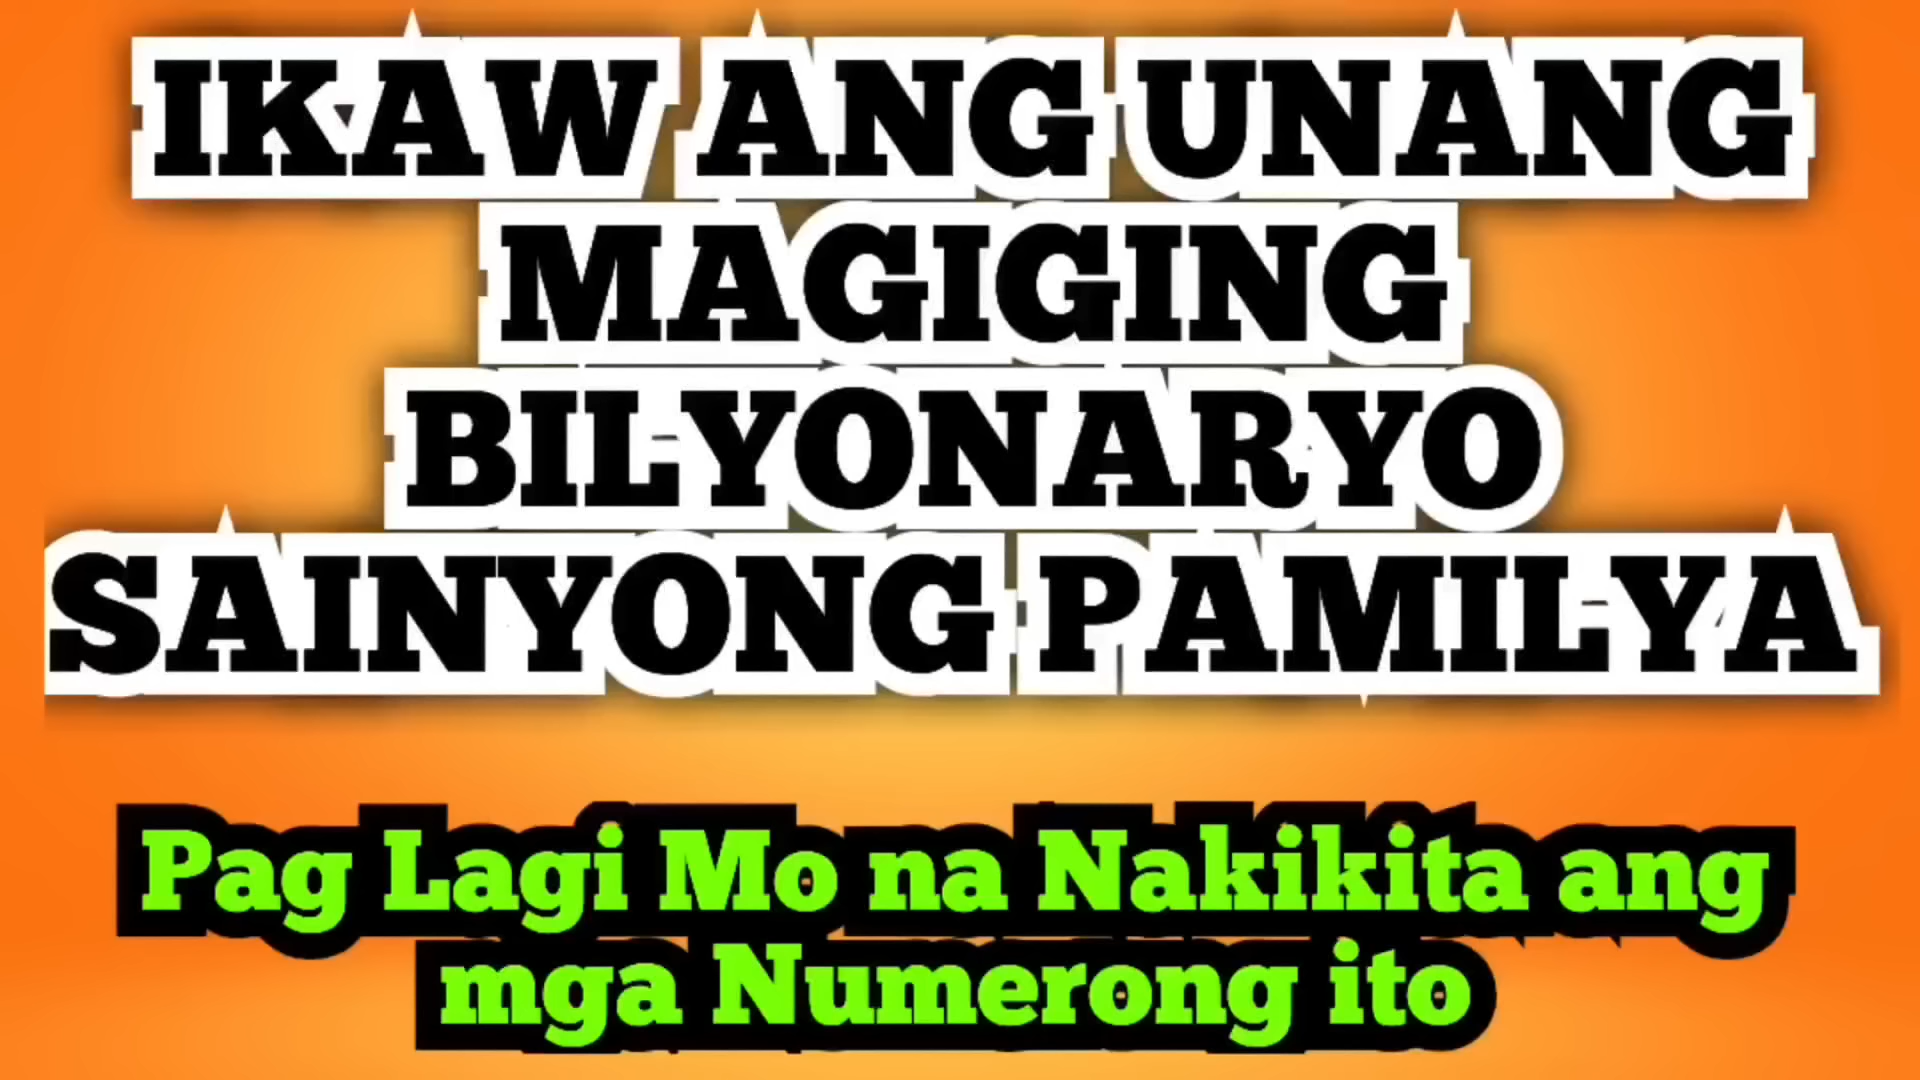 IKAW ANG UNANG
MAGIGING
BILYONARYO
SAINYONG PAMILYA
Pag Lagi Mo na Nakikita ang
mga Numerong ito